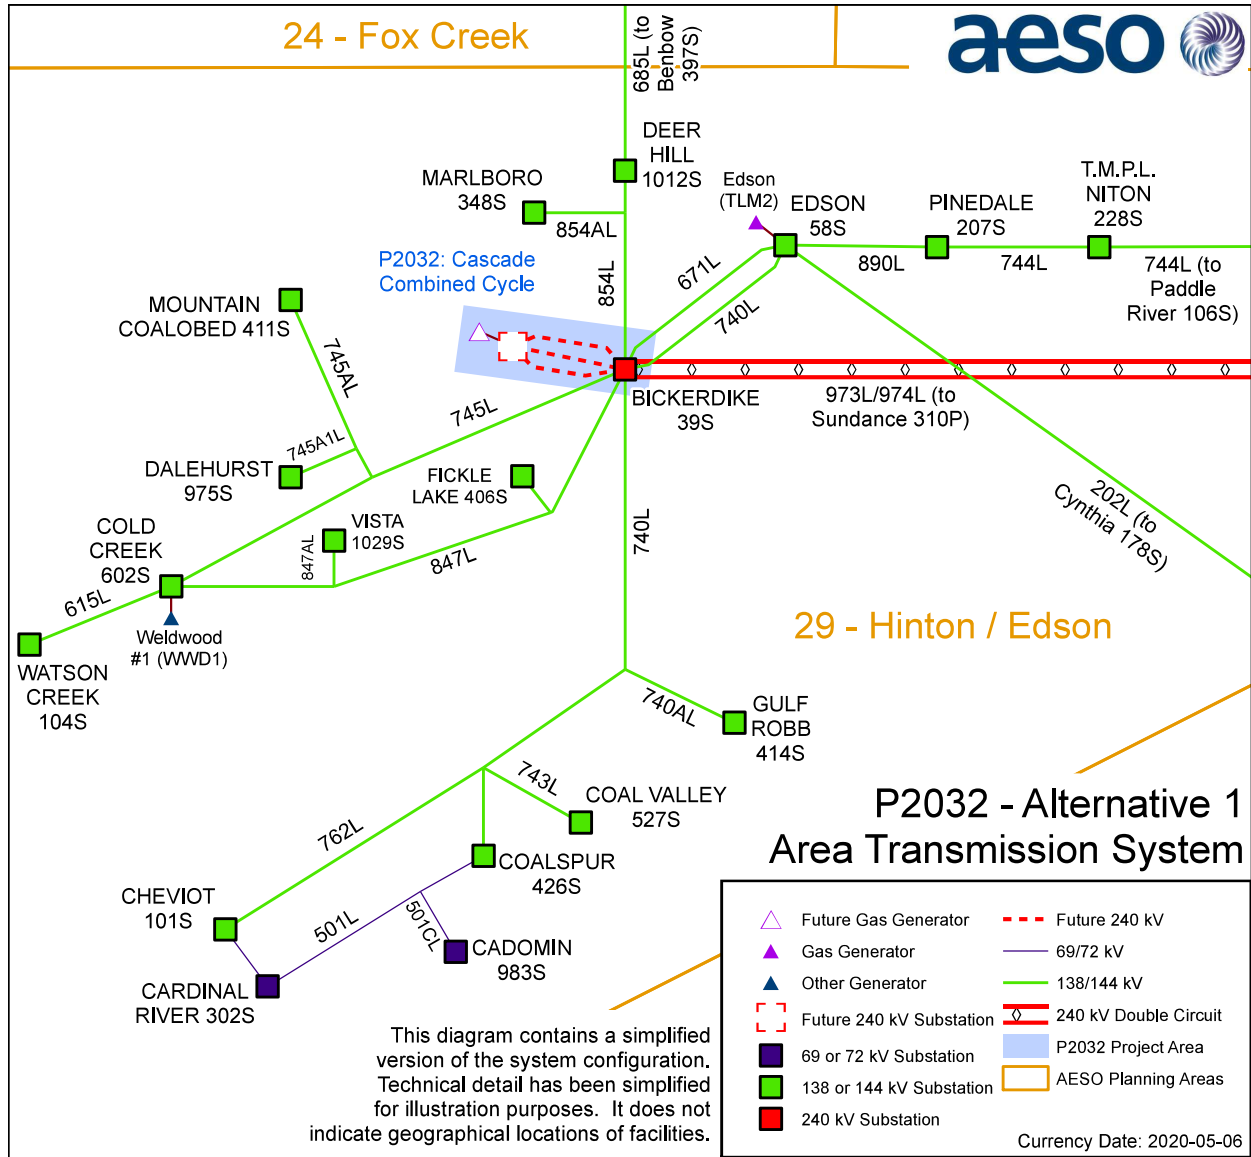 24 - Fox Creek
685L (to
Benbow
397S)
aeso
DEER
HILL
1012S
MARLBORO
348S
854AL
Edson
(TLM2)
EDSON
58S
PINEDALE
207S
T.M.P.L.
NITON
228S
890L
744L
744L (to
Paddle
River 106S)
P2032: Cascade
Combined Cycle
854L
671L
740L
MOUNTAIN
COALOBED 411S
745AL
745L
BICKERDIKE
39S
973L/974L (to
Sundance 310P)
745A1L
DALEHURST
975S
FICKLE
LAKE 406S
VISTA
1029S
COLD
CREEK
602S
847AL
847L
740L
202L (to
Cynthia 178S)
615L
Weldwood
#1 (WWD1)
WATSON
CREEK
104S
29 - Hinton / Edson
740AL
GULF
ROBB
414S
743L
COAL VALLEY
527S
762L
COALSPUR
426S
CHEVIOT
101S
501L
501CL
CADOMIN
983S
CARDINAL
RIVER 302S
P2032 - Alternative 1
Area Transmission System
This diagram contains a simplified
version of the system configuration.
Technical detail has been simplified
for illustration purposes. It does not
indicate geographical locations of facilities.
Future Gas Generator
Gas Generator
Other Generator
Future 240 kV Substation
69 or 72 kV Substation
138 or 144 kV Substation
240 kV Substation
Future 240 kV
69/72 kV
138/144 kV
240 kV Double Circuit
P2032 Project Area
AESO Planning Areas
Currency Date: 2020-05-06